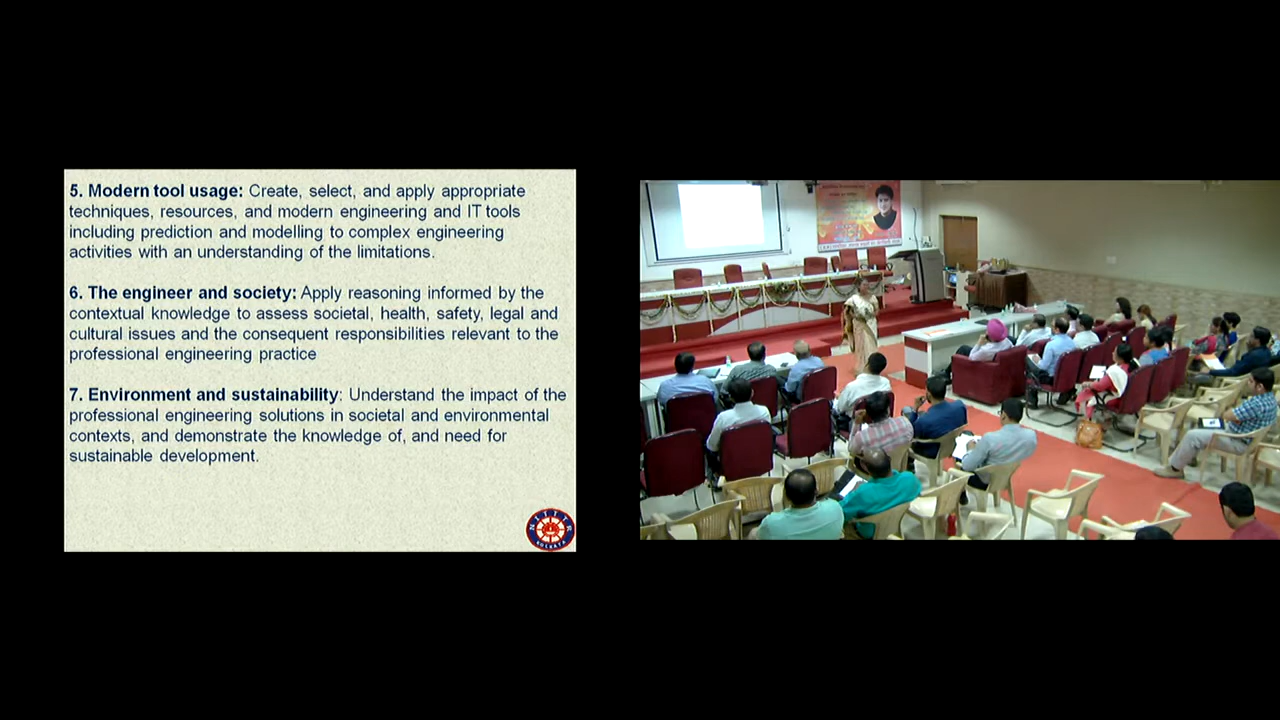 5. Modern tool usage: Create, select, and apply appropriate
techniques, resources, and modern engineering and IT tools
including prediction and modelling to complex engineering
activities with an understanding of the limitations.
6. The engineer and society: Apply reasoning informed by the
contextual knowledge to assess societal, health, safety, legal and
cultural issues and the consequent responsibilities relevant to the
professional engineering practice
7. Environment and sustainability: Understand the impact of the
professional engineering solutions in societal and environmental
contexts, and demonstrate the knowledge of, and need for
sustainable development.
NITTTR
KOLKATA